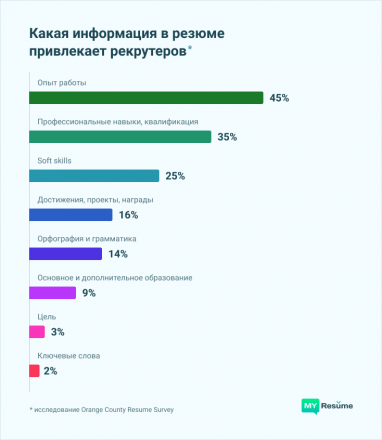 Какая информация в резюме
привлекает рекрутеров*
Опыт работы
45%
Профессиональные навыки, квалификация
35%
Soft skills
25%
Достижения, проекты, награды
16%
Орфография и грамматика
14%
Основное и дополнительное образование
9%
Цель
3%
Ключевые слова
2%
* исследование Orange County Resume Survey
MY Resume